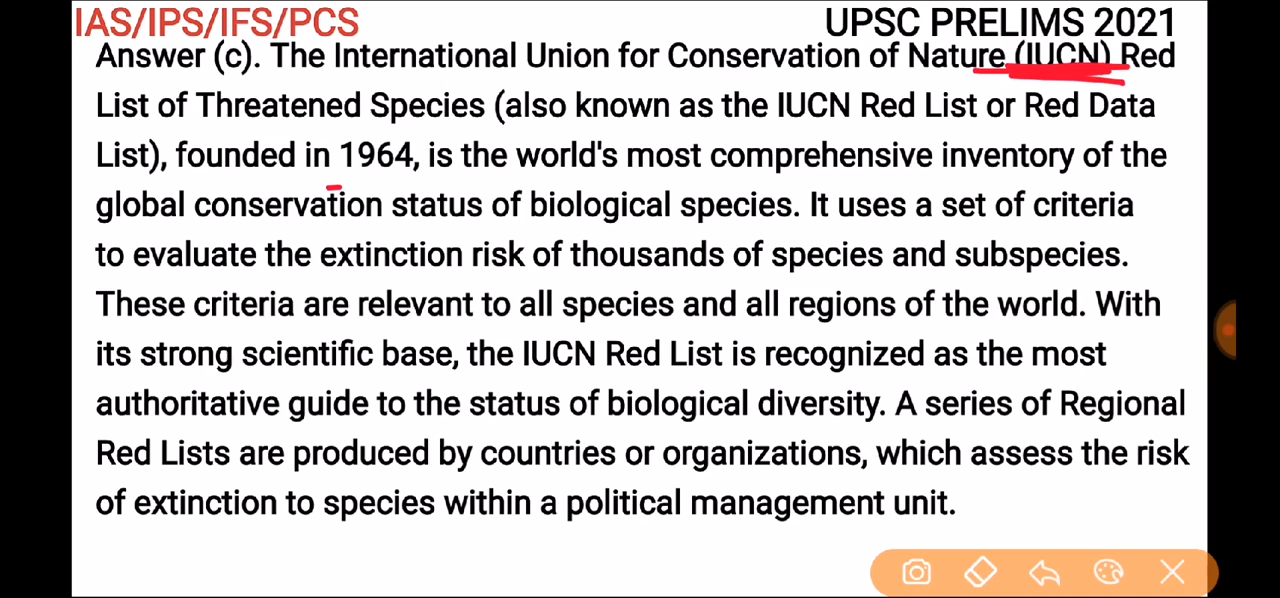 IAS/IPS/IFS/PCS UPSC PRELIMS 2021
Answer (c). The International Union for Conservation of Nature (IUCN) Red
List of Threatened Species (also known as the IUCN Red List or Red Data
List), founded in 1964, is the world's most comprehensive inventory of the
global conservation status of biological species. It uses a set of criteria
to evaluate the extinction risk of thousands of species and subspecies.
These criteria are relevant to all species and all regions of the world. With
its strong scientific base, the IUCN Red List is recognized as the most
authoritative guide to the status of biological diversity. A series of Regional
Red Lists are produced by countries or organizations, which assess the risk
of extinction to species within a political management unit.